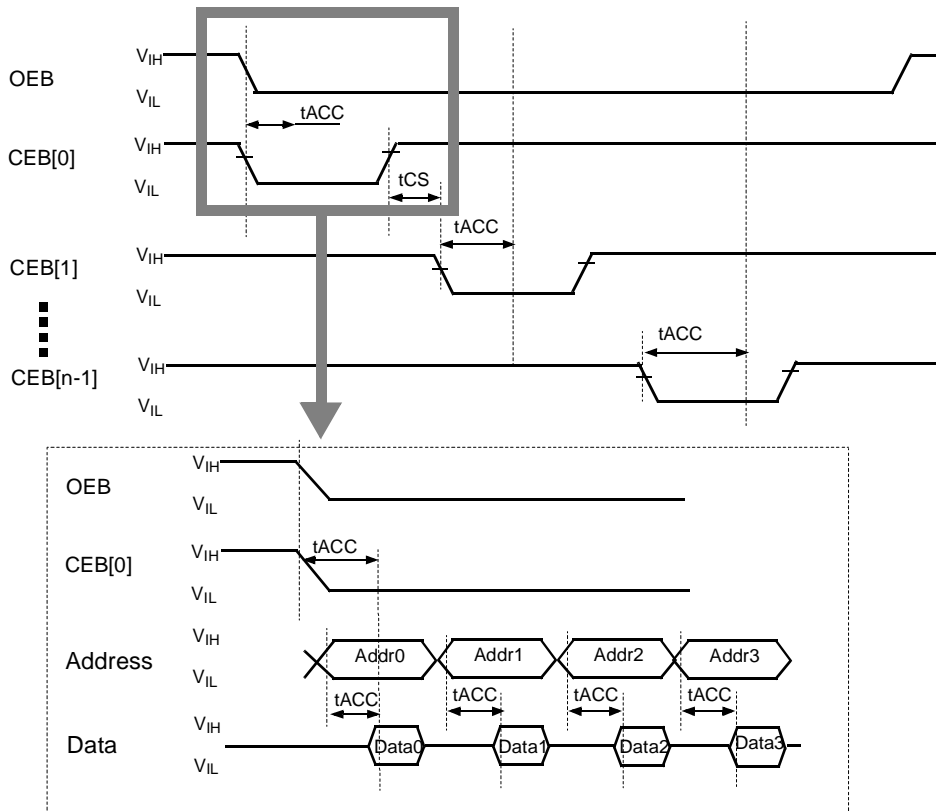 OEB
VIH
VIL
tACC
CEB[0]
VIH
VIL
tCS
tACC
CEB[1]
VIH
VIL
tACC
CEB[n-1]
VIH
VIL
OEB
VIH
VIL
CEB[0]
VIH
VIL
tACC
Address
VIH
VIL
Addr0 Addr1 Addr2 Addr3
tACC tACC tACC tACC
Data
VIH
VIL
Data0 Data1 Data2 Data3